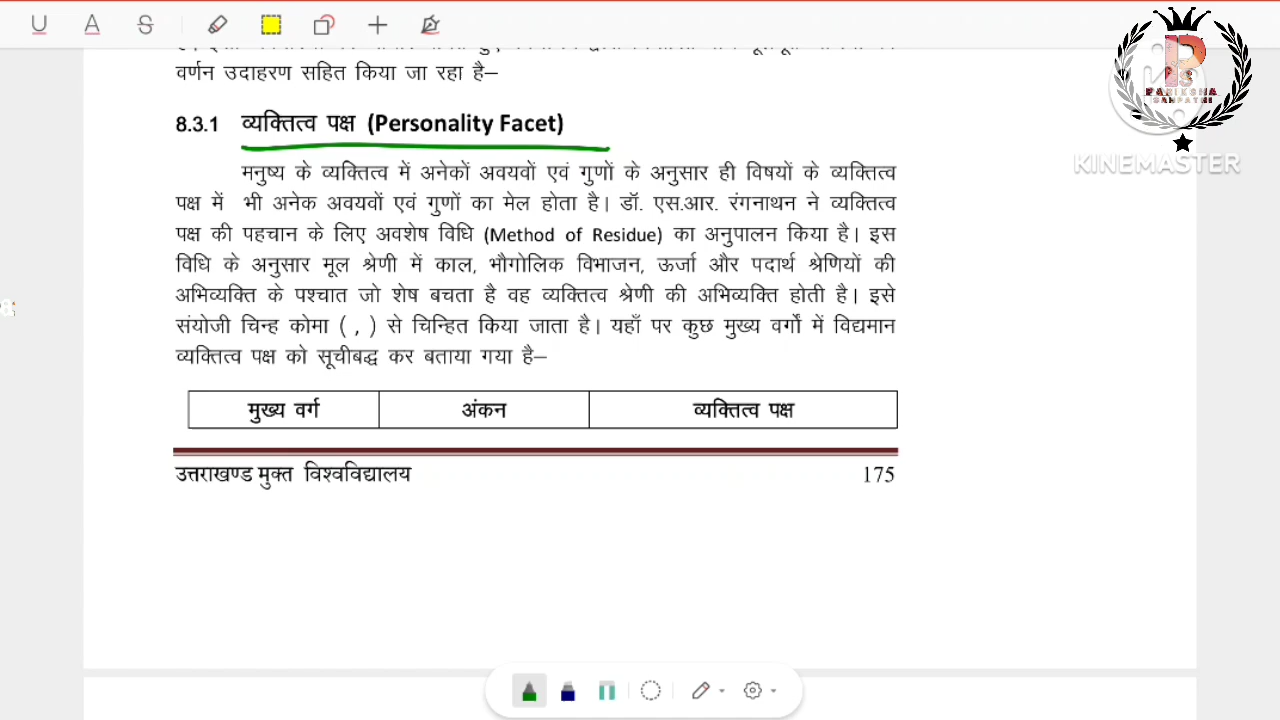 वर्णन उदाहरण सहित किया जा रहा है–
8.3.1 व्यक्तित्व पक्ष (Personality Facet)
मनुष्य के व्यक्तित्व में अनेकों अवयवों एवं गुणों के अनुसार ही विषयों के व्यक्तित्व
पक्ष में भी अनेक अवयवों एवं गुणों का मेल होता है। डॉ. एस.आर. रंगनाथन ने व्यक्तित्व
पक्ष की पहचान के लिए अवशेष विधि (Method of Residue) का अनुपालन किया है। इस
विधि के अनुसार मूल श्रेणी में काल, भौगोलिक विभाजन, ऊर्जा और पदार्थ श्रेणियों की
अभिव्यक्ति के पश्चात जो शेष बचता है वह व्यक्तित्व श्रेणी की अभिव्यक्ति होती है। इसे
संयोजी चिन्ह कोमा ( , ) से चिन्हित किया जाता है। यहाँ पर कुछ मुख्य वर्गों में विद्यमान
व्यक्तित्व पक्ष को सूचीबद्ध कर बताया गया है–
मुख्य वर्ग अंकन व्यक्तित्व पक्ष
उत्तराखण्ड मुक्त विश्वविद्यालय 175
PARIKSHA
SARPATHI
KINEMASTER